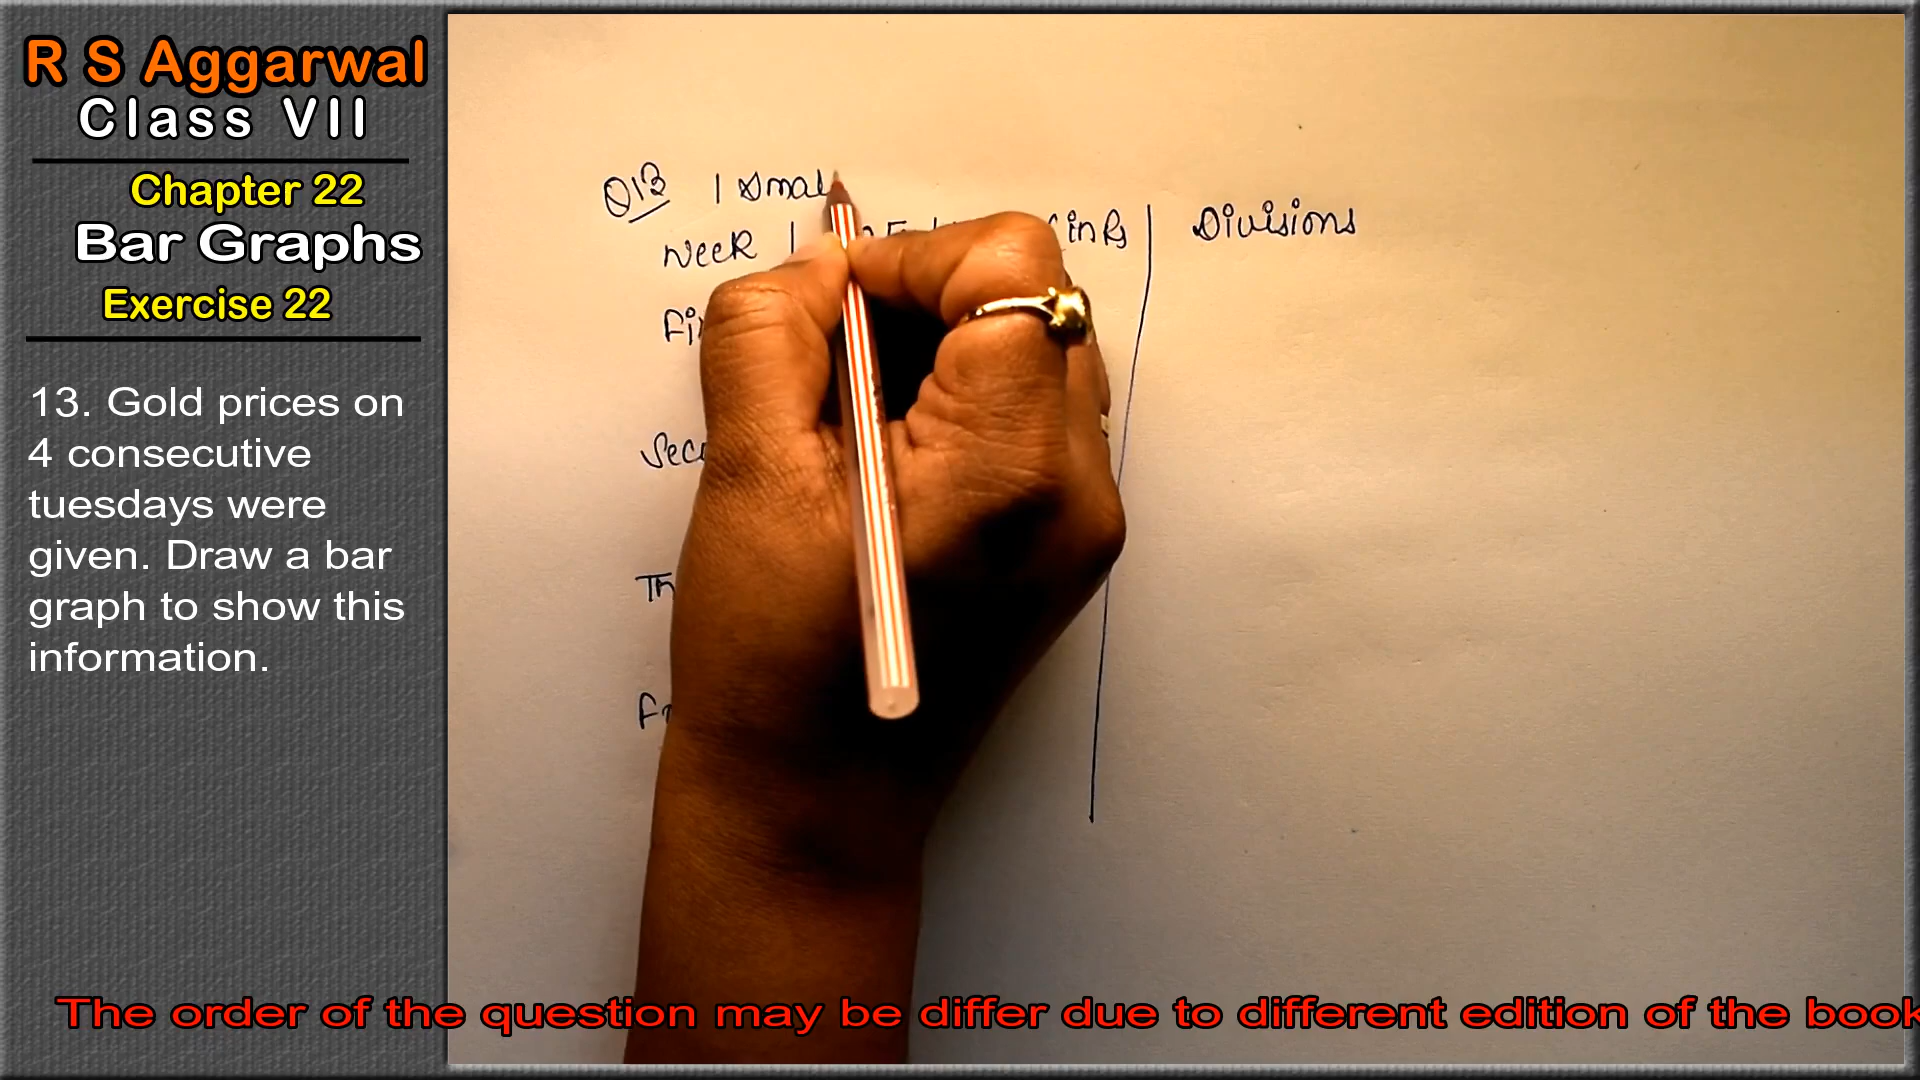 R S Aggarwal
Class VII
Chapter 22
Bar Graphs
Exercise 22
13. Gold prices on
4 consecutive
tuesdays were
given. Draw a bar
graph to show this
information.
Q13 1 Smal
Week Divisions
The order of the question may be differ due to different edition of the book